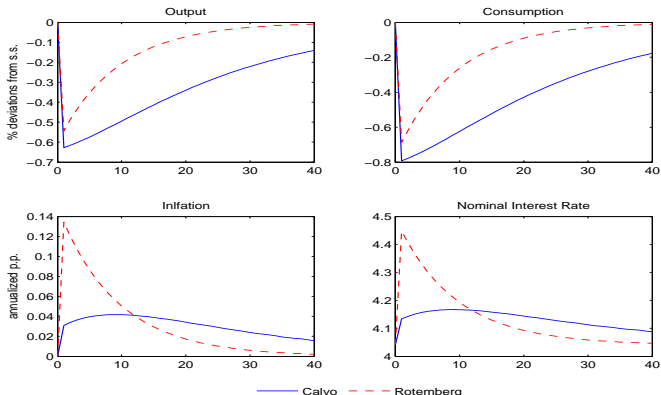 Output
Consumption
% deviations from s.s.
0
−0.1
−0.2
−0.3
−0.4
−0.5
−0.6
−0.7
0 10 20 30 40
0
−0.2
−0.4
−0.6
−0.8
0 10 20 30 40
Inlfation
Nominal Interest Rate
annualized p.p.
0.14
0.12
0.1
0.08
0.06
0.04
0.02
0
0 10 20 30 40
4.5
4.4
4.3
4.2
4.1
4
0 10 20 30 40
Calvo Rotemberg